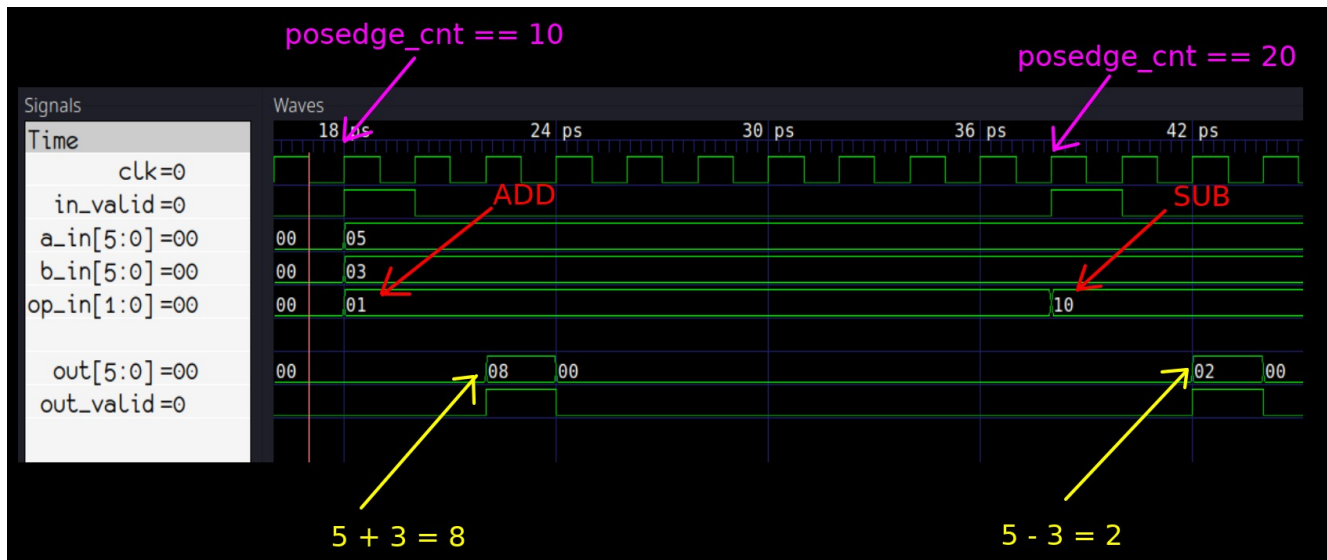 posedge_cnt == 10
posedge_cnt == 20
Signals
Waves
Time
18 ps
24 ps
30 ps
36 ps
42 ps
clk=0
in_valid=0
ADD
SUB
a_in[5:0]=00
00
05
b_in[5:0]=00
00
03
op_in[1:0]=00
00
01
10
out[5:0]=00
00
08
00
02
00
out_valid=0
5 + 3 = 8
5 - 3 = 2